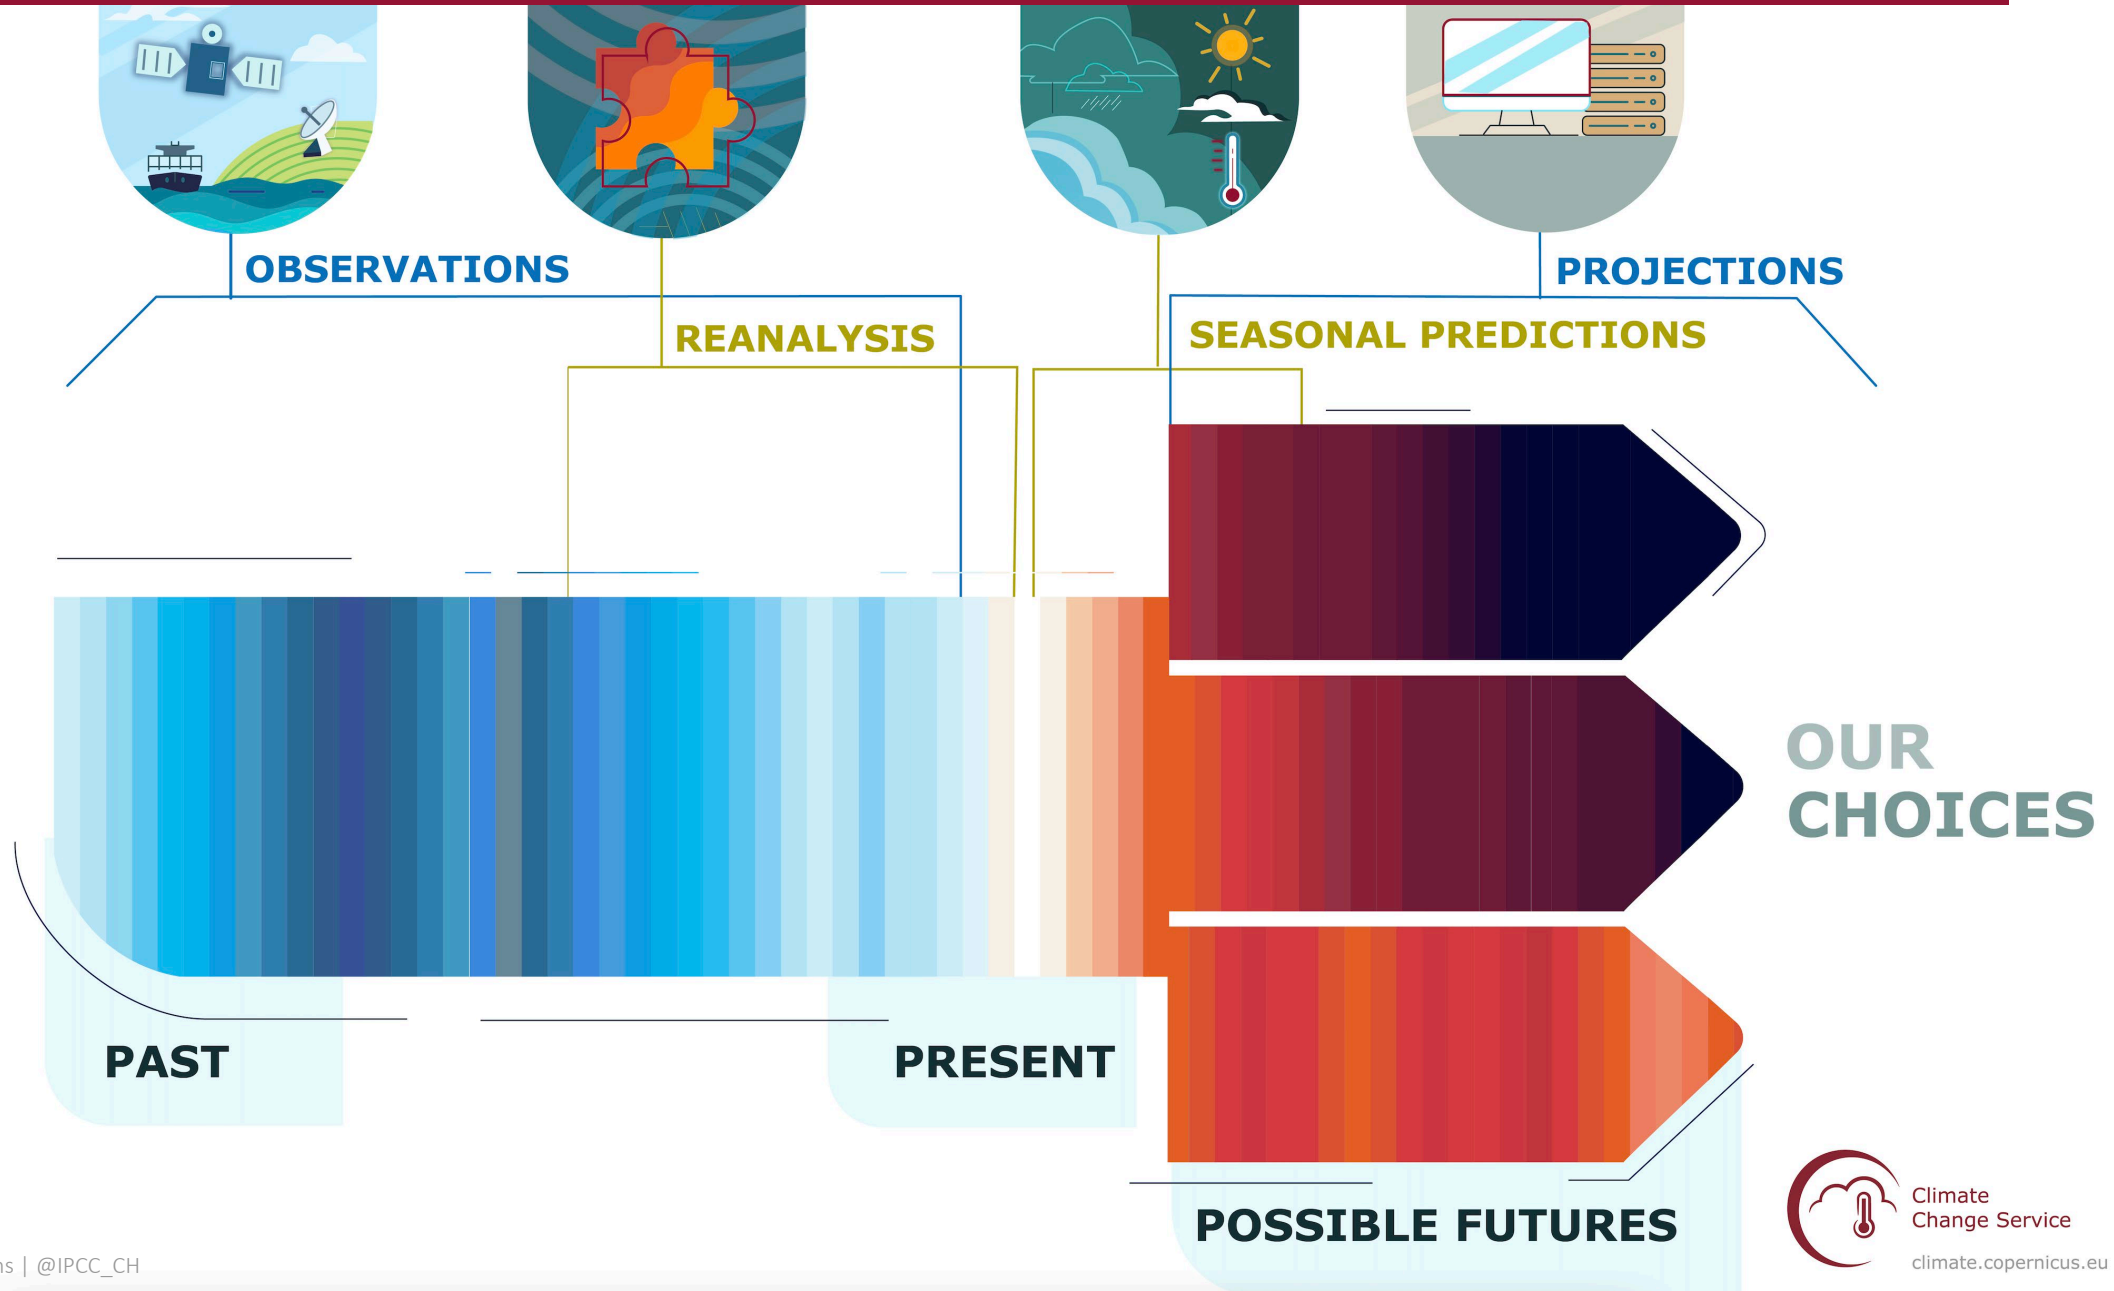 OBSERVATIONS
PROJECTIONS
REANALYSIS
SEASONAL PREDICTIONS
OUR
CHOICES
PAST
PRESENT
POSSIBLE FUTURES
Climate
Change Service
climate.copernicus.eu
| @IPCC_CH